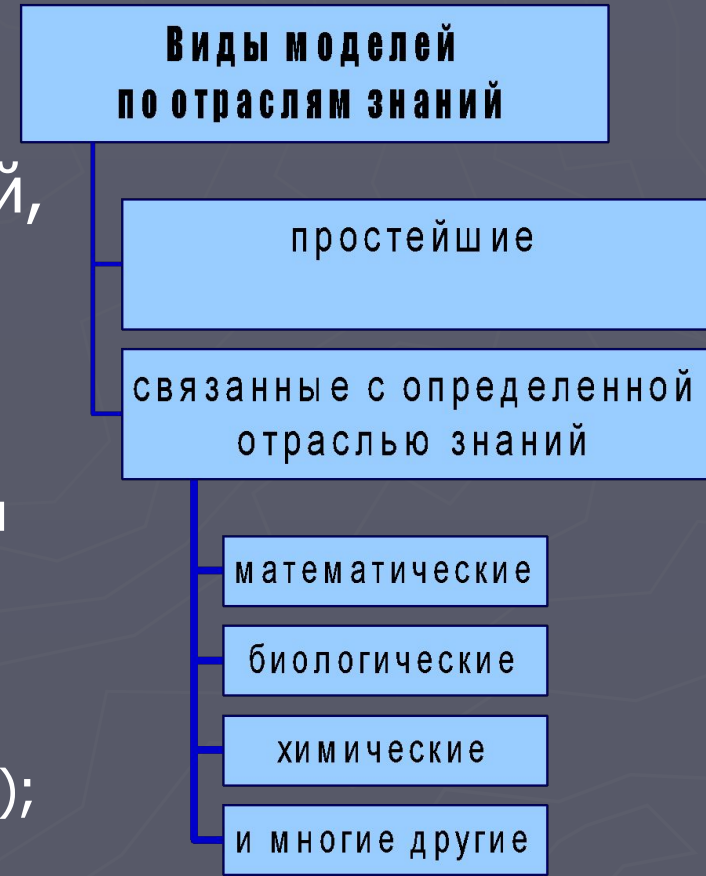 Виды моделей
по отраслям знаний
й,
простейшие
связанные с определенной
отраслью знаний
математические
биологические
химические
);
и многие другие